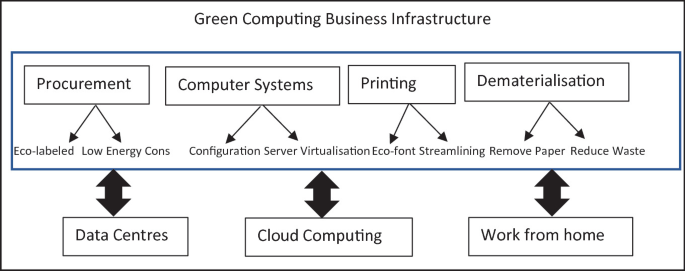 Green Computing Business Infrastructure
Procurement
Computer Systems
Printing
Dematerialisation
Eco-labeled Low Energy Cons
Configuration Server Virtualisation
Eco-font Streamlining
Remove Paper Reduce Waste
Data Centres
Cloud Computing
Work from home